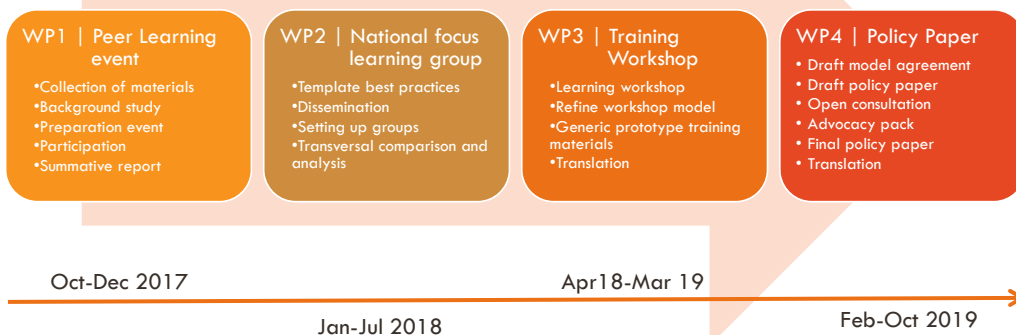 WP1 | Peer Learning
event
•Collection of materials
•Background study
•Preparation event
•Participation
•Summative report
WP2 | National focus
learning group
•Template best practices
•Dissemination
•Setting up groups
•Transversal comparison and
analysis
WP3 | Training
Workshop
•Learning workshop
•Refine workshop model
•Generic prototype training
materials
•Translation
WP4 | Policy Paper
• Draft model agreement
• Draft policy paper
• Open consultation
• Advocacy pack
• Final policy paper
• Translation
Oct-Dec 2017
Jan-Jul 2018
Apr18-Mar 19
Feb-Oct 2019